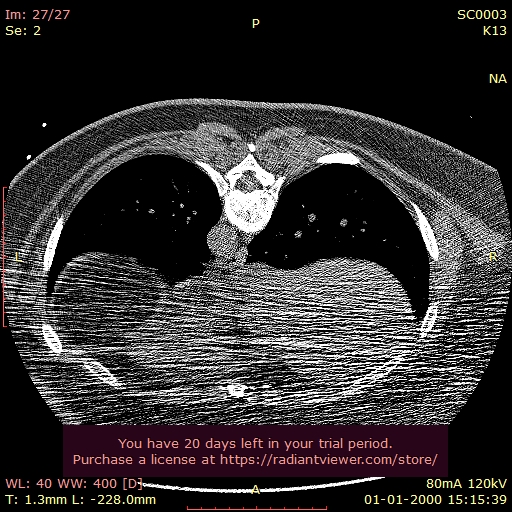 Im: 27/27
Se: 2
P
SC0003
K13
NA
L
R
You have 20 days left in your trial period.
Purchase a license at https://radiantviewer.com/store/
WL: 40 WW: 400 [D]
T: 1.3mm L: -228.0mm
A
80mA 120kV
01-01-2000 15:15:39